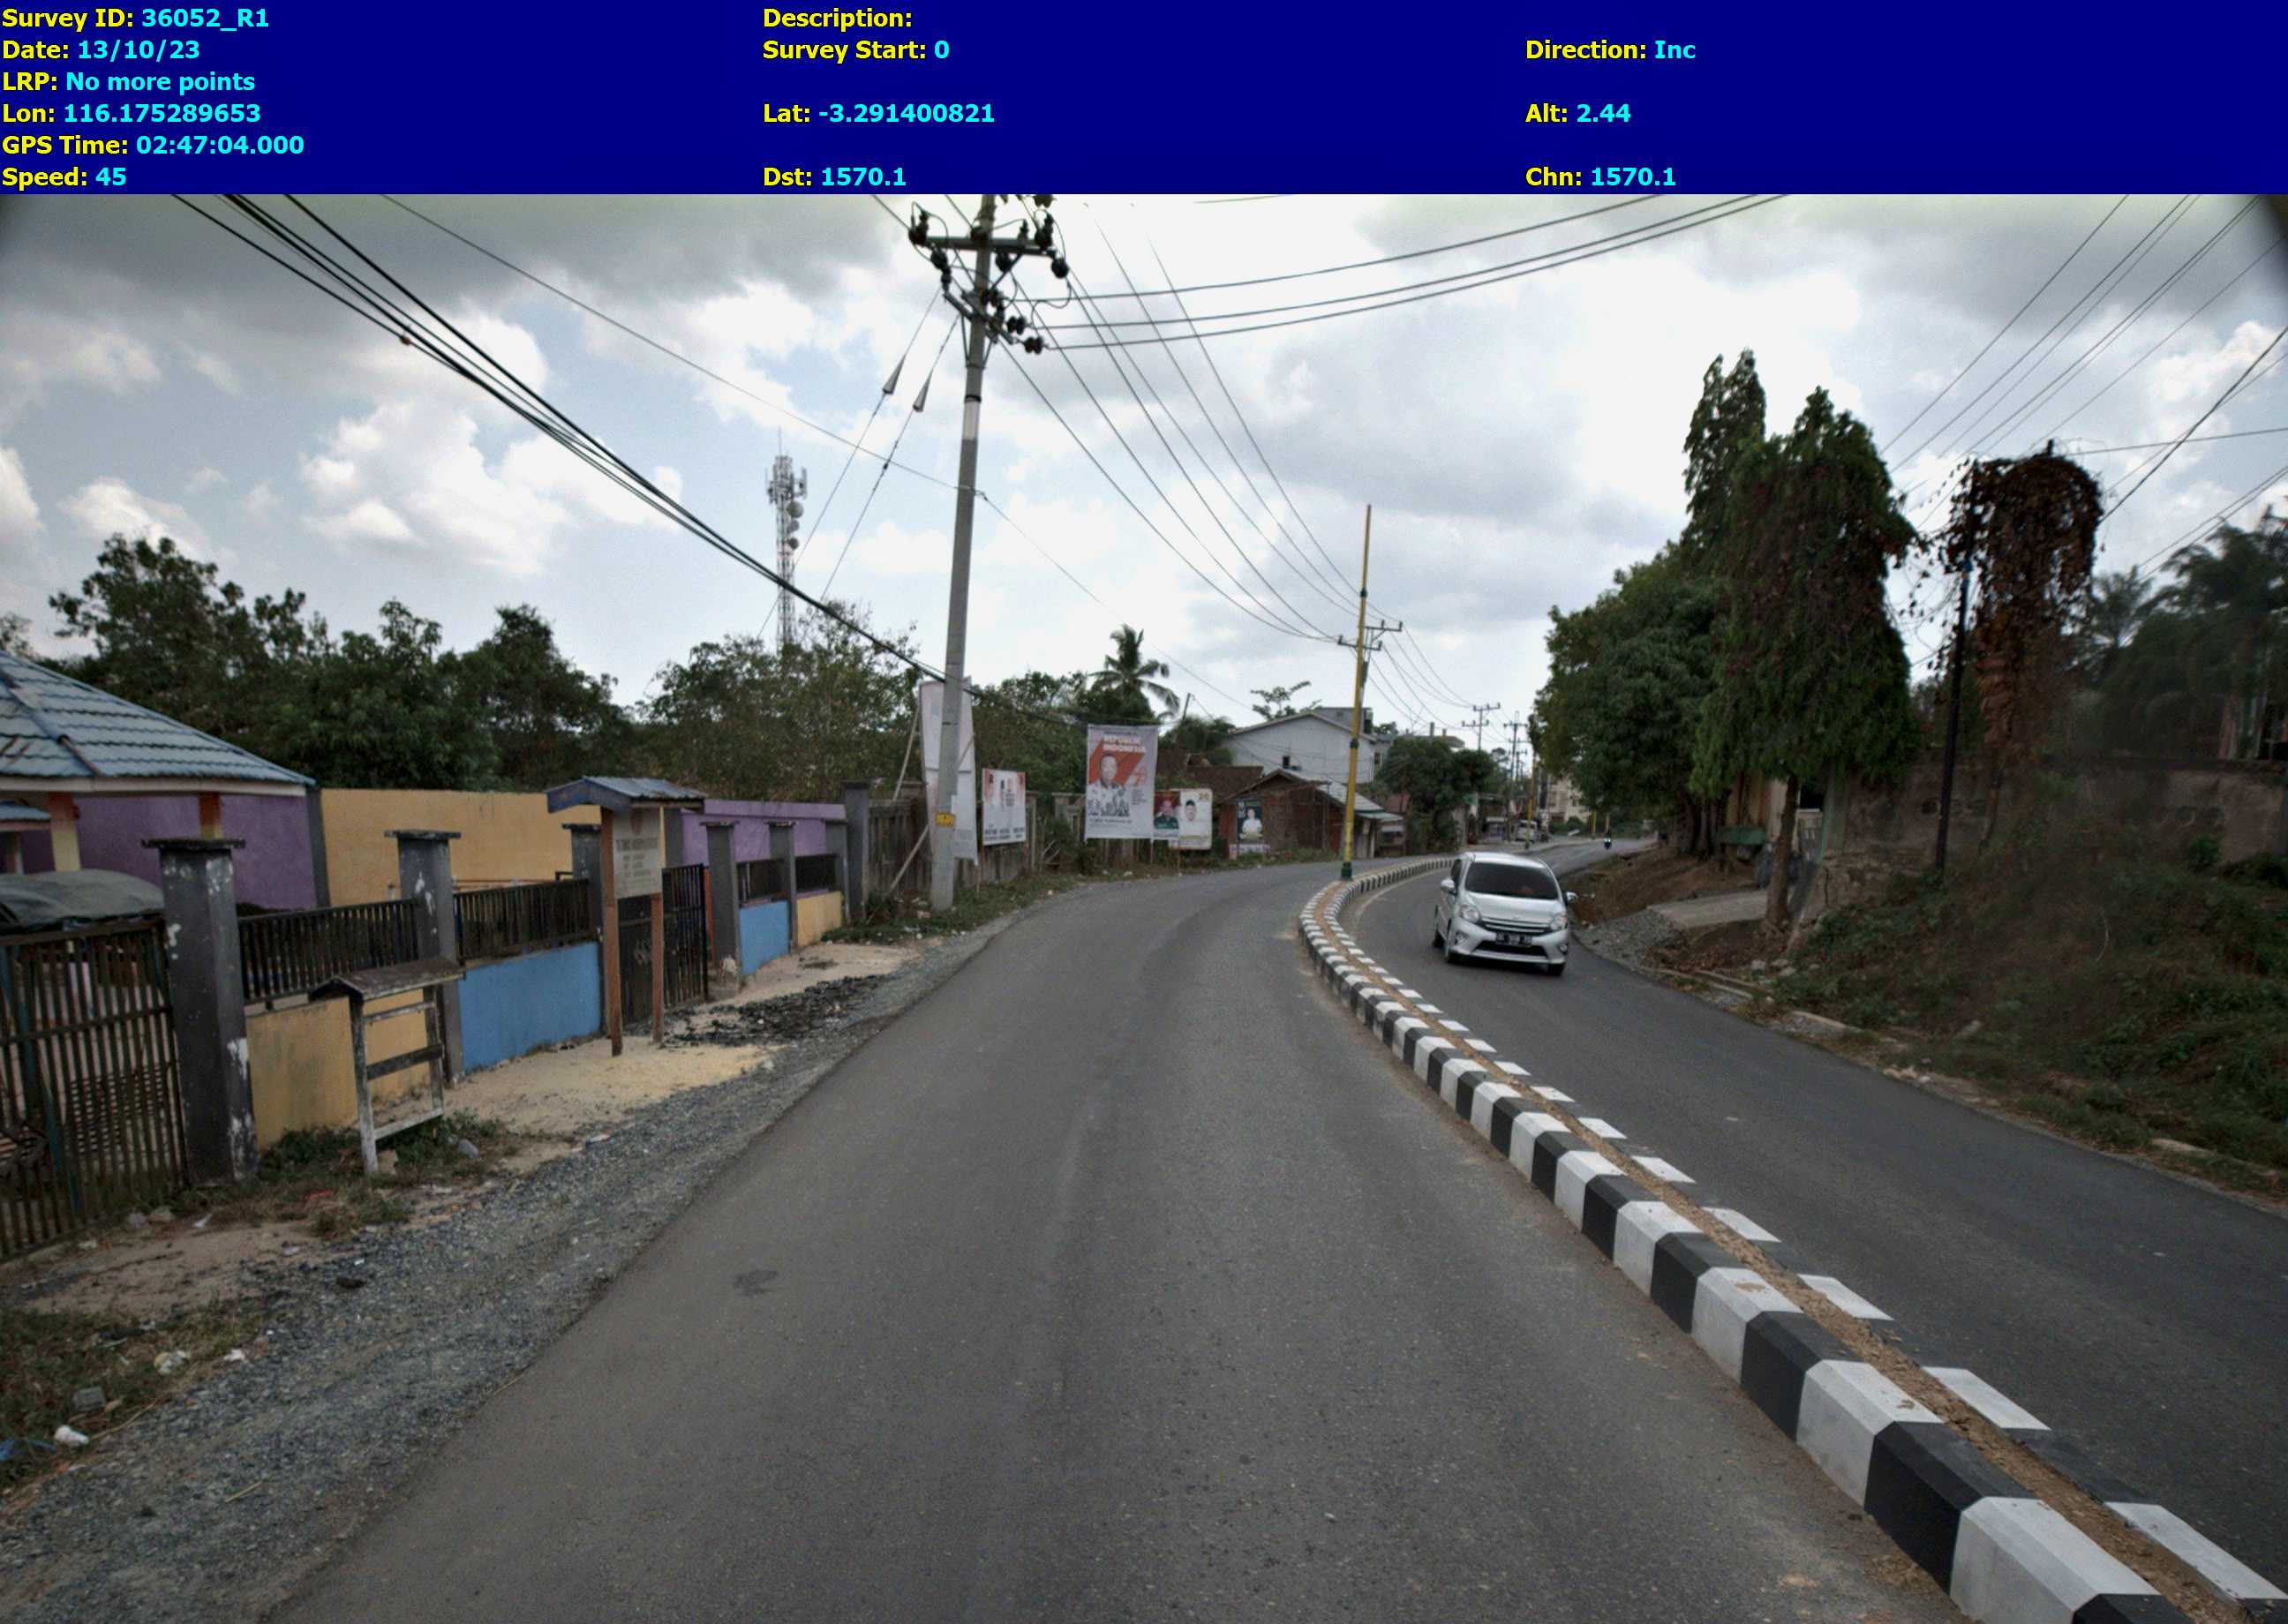 Survey ID: 36052_R1
Description:
Date: 13/10/23
Survey Start: 0
Direction: Inc
LRP: No more points
Lon: 116.175289653
Lat: -3.291400821
Alt: 2.44
GPS Time: 02:47:04.000
Speed: 45
Dst: 1570.1
Chn: 1570.1
REPUBLIK
INDONESIA